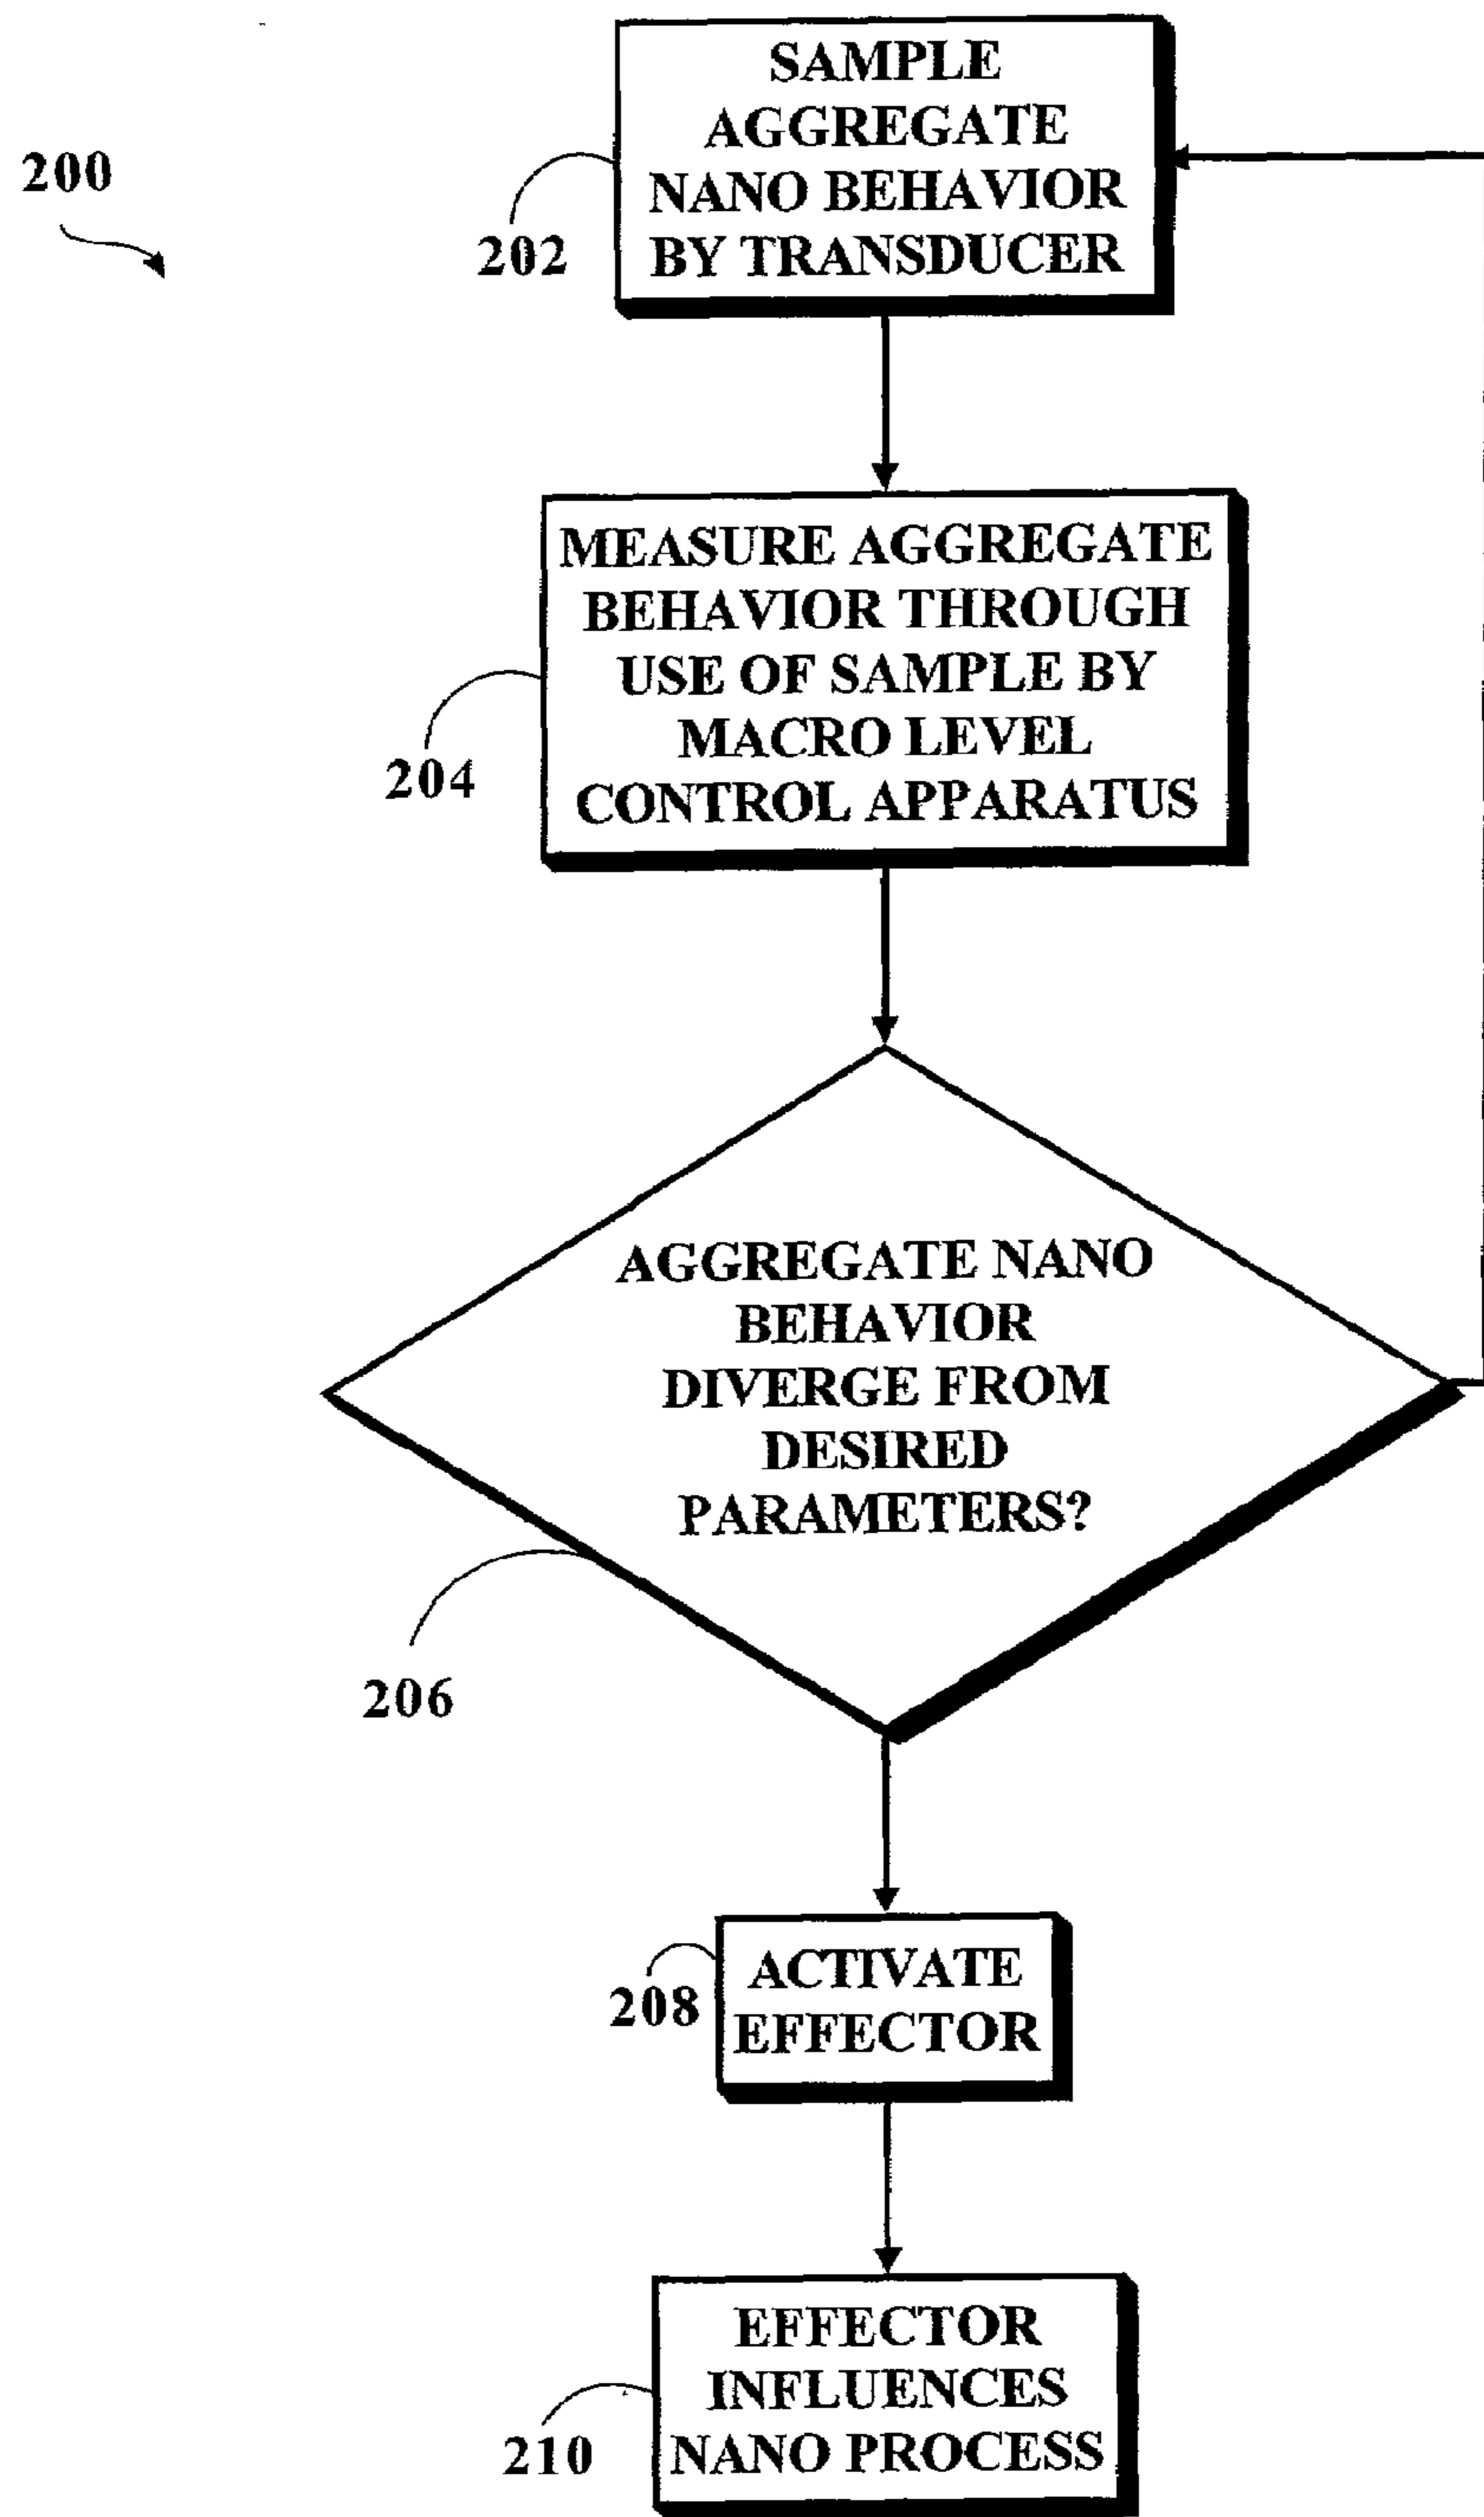 200
SAMPLE
AGGREGATE
NANO BEHAVIOR
BY TRANSDUCER
202
MEASURE AGGREGATE
BEHAVIOR THROUGH
USE OF SAMPLE BY
MACRO LEVEL
CONTROL APPARATUS
204
AGGREGATE NANO
BEHAVIOR
DIVERGE FROM
DESIRED
PARAMETERS?
206
ACTIVATE
EFFECTOR
208
EFFECTOR
INFLUENCES
NANO PROCESS
210